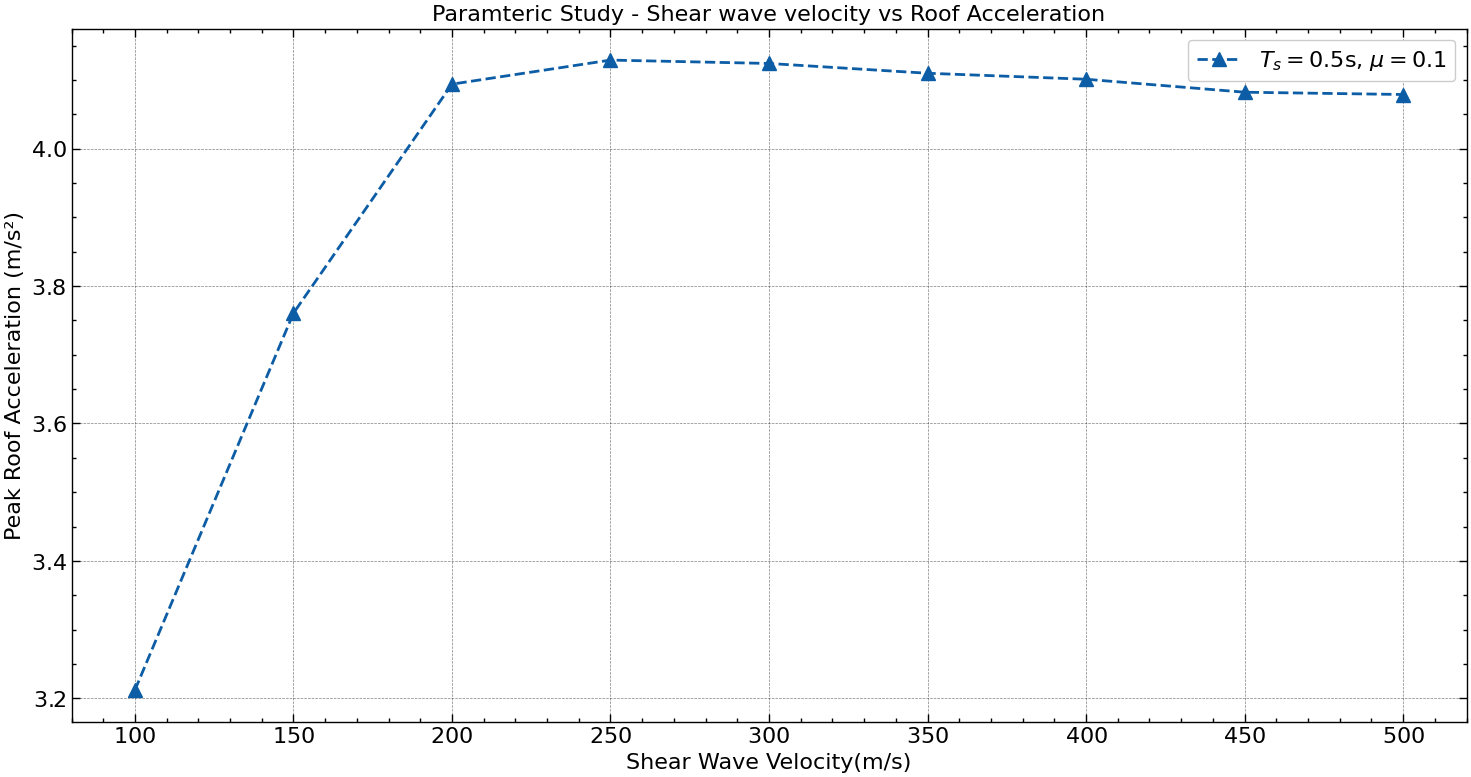 Paramteric Study - Shear wave velocity vs Roof Acceleration
T_s = 0.5s, μ = 0.1
Peak Roof Acceleration (m/s²)
4.0
3.8
3.6
3.4
3.2
100 150 200 250 300 350 400 450 500
Shear Wave Velocity(m/s)